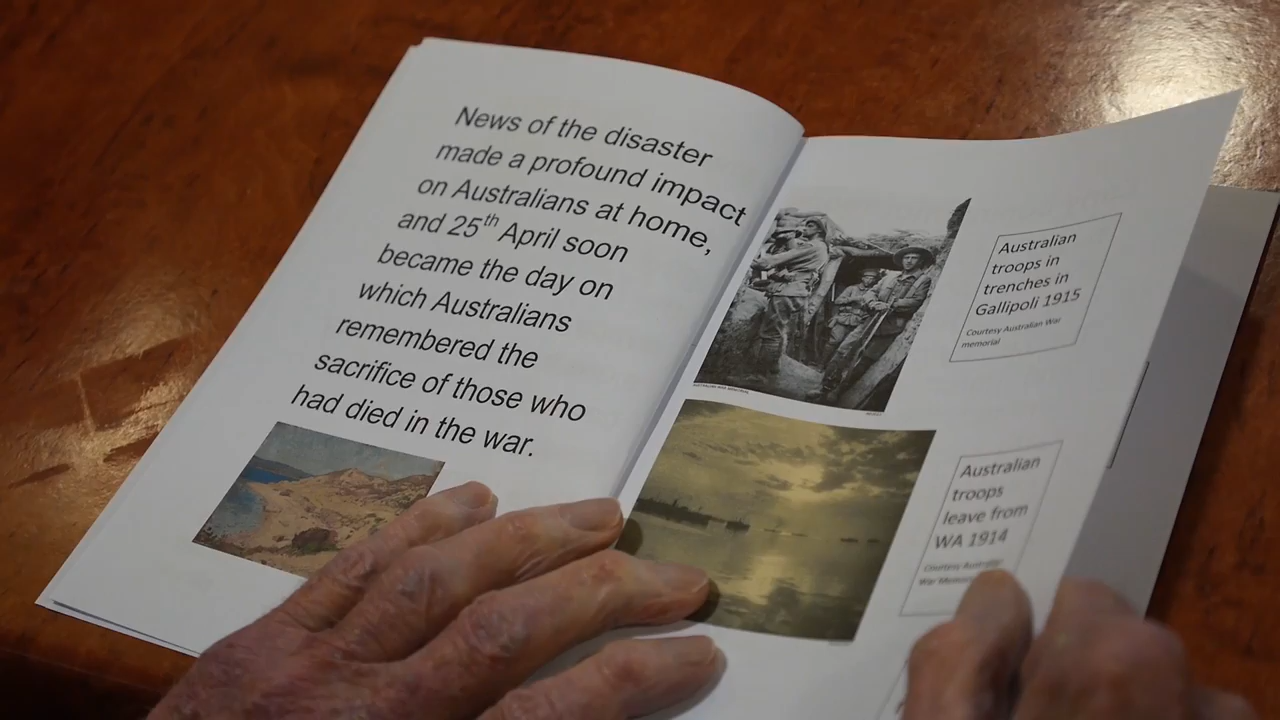 News of the disaster
made a profound impact
on Australians at home,
and 25th April soon
became the day on
which Australians
remembered the
sacrifice of those who
had died in the war.
Australian
troops in
trenches in
Gallipoli 1915
Courtesy Australian War
memorial
Australian
troops
leave from
WA 1914
Courtesy
War